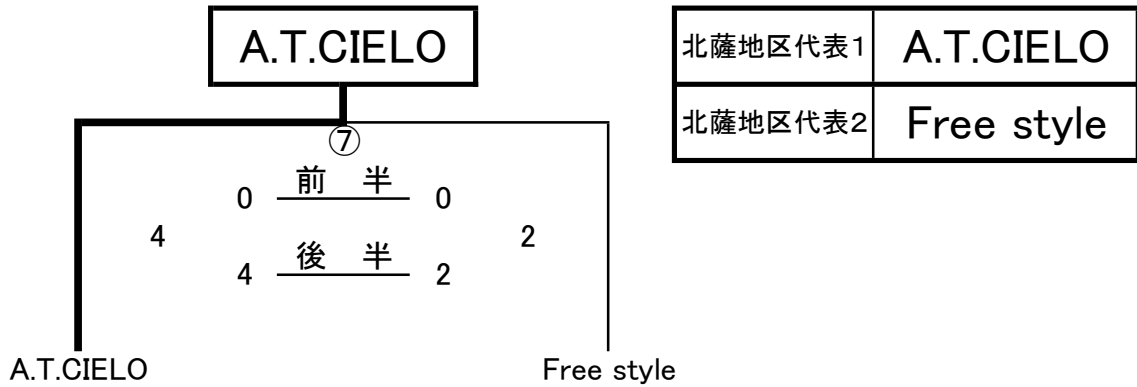 A.T.CIELO
北薩地区代表1 A.T.CIELO
北薩地区代表2 Free style
⑦
0 前 半 0
4 2
4 後 半 2
A.T.CIELO Free style